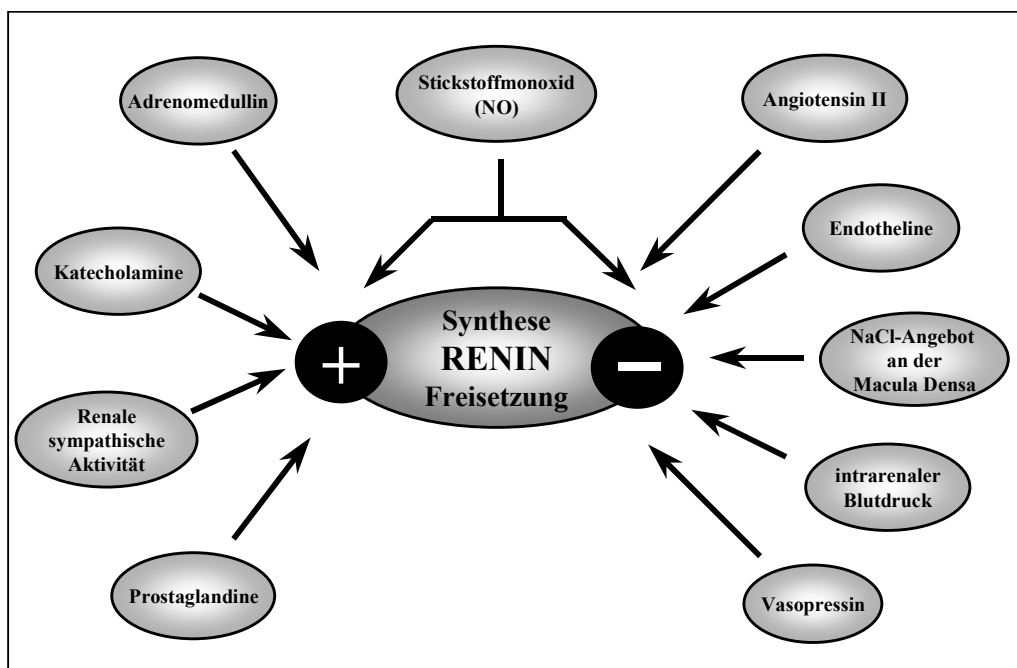 Adrenomedullin
Stickstoffmonoxid
(NO)
Angiotensin II
Katecholamine
Endotheline
Synthese
RENIN
Freisetzung
+
−
NaCl-Angebot
an der
Macula Densa
Renale
sympathische
Aktivität
intrarenaler
Blutdruck
Prostaglandine
Vasopressin